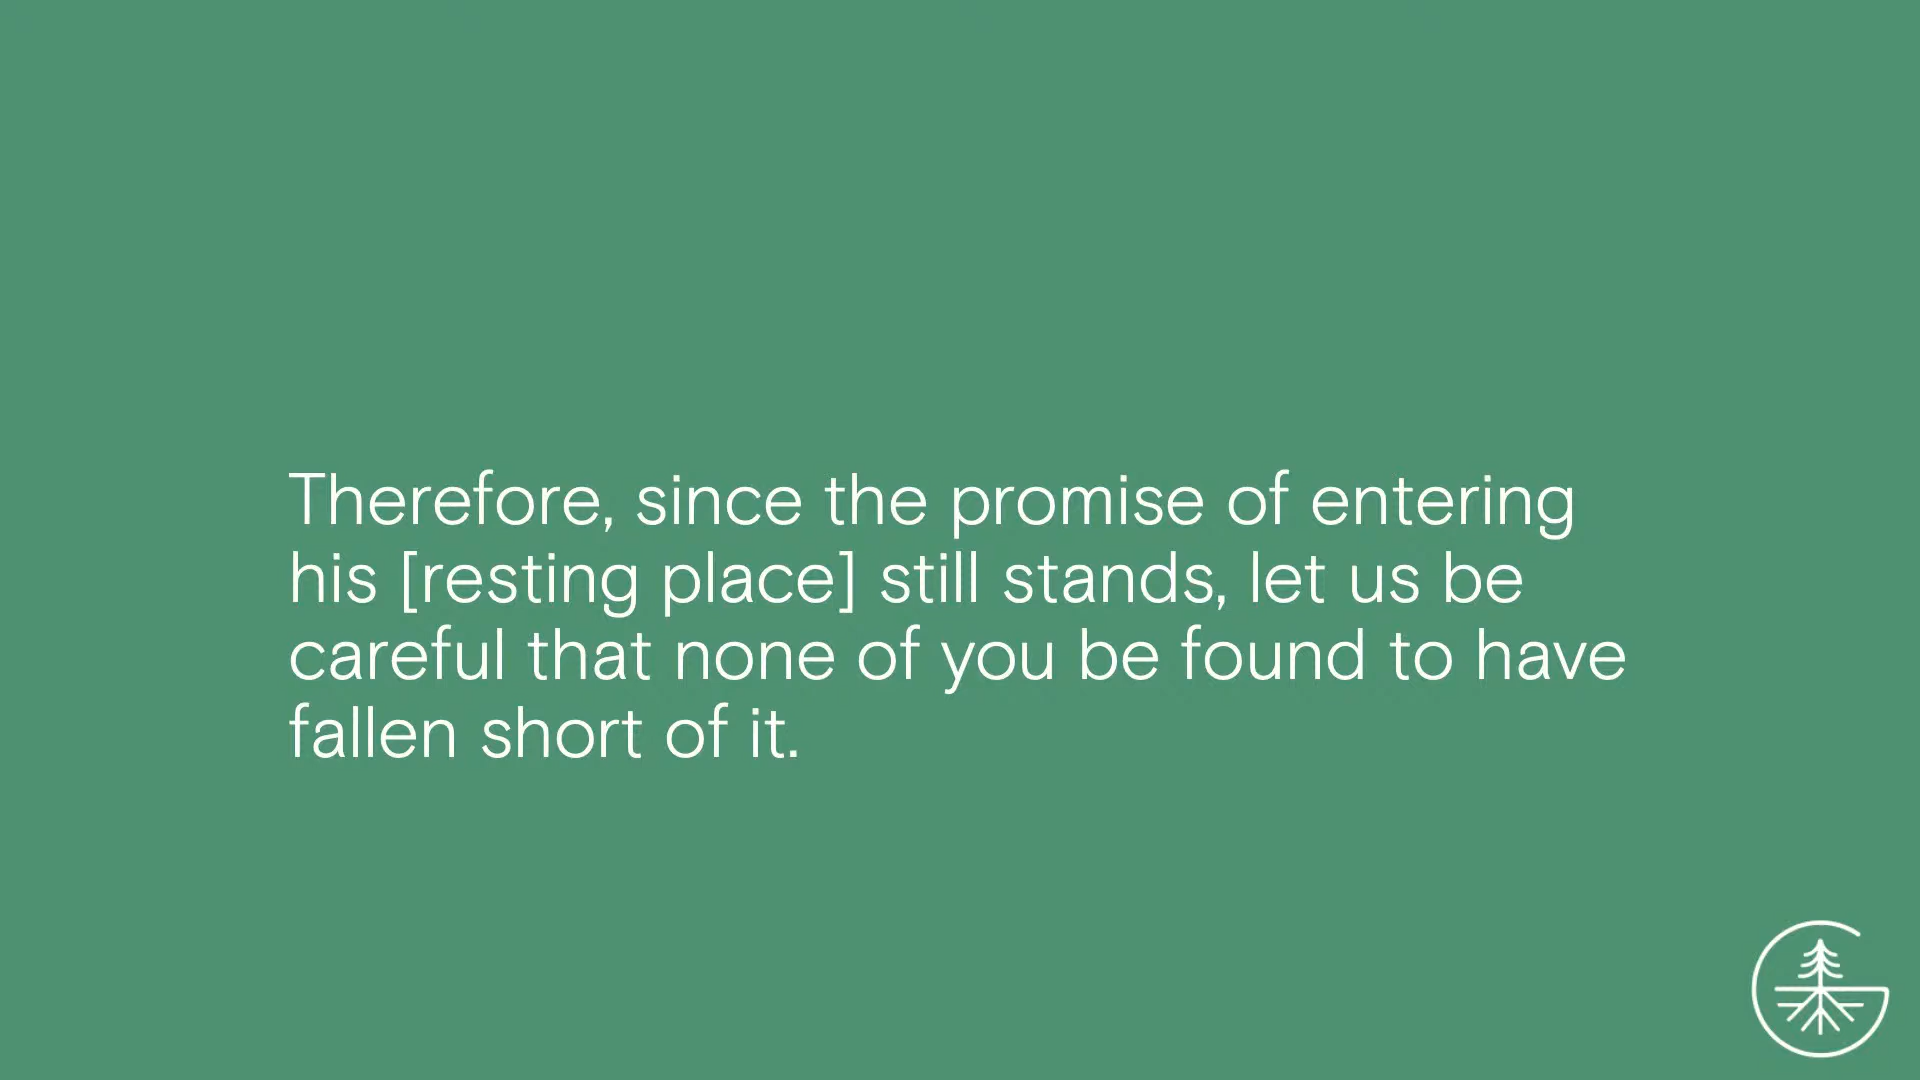 Therefore, since the promise of entering
his [resting place] still stands, let us be
careful that none of you be found to have
fallen short of it.